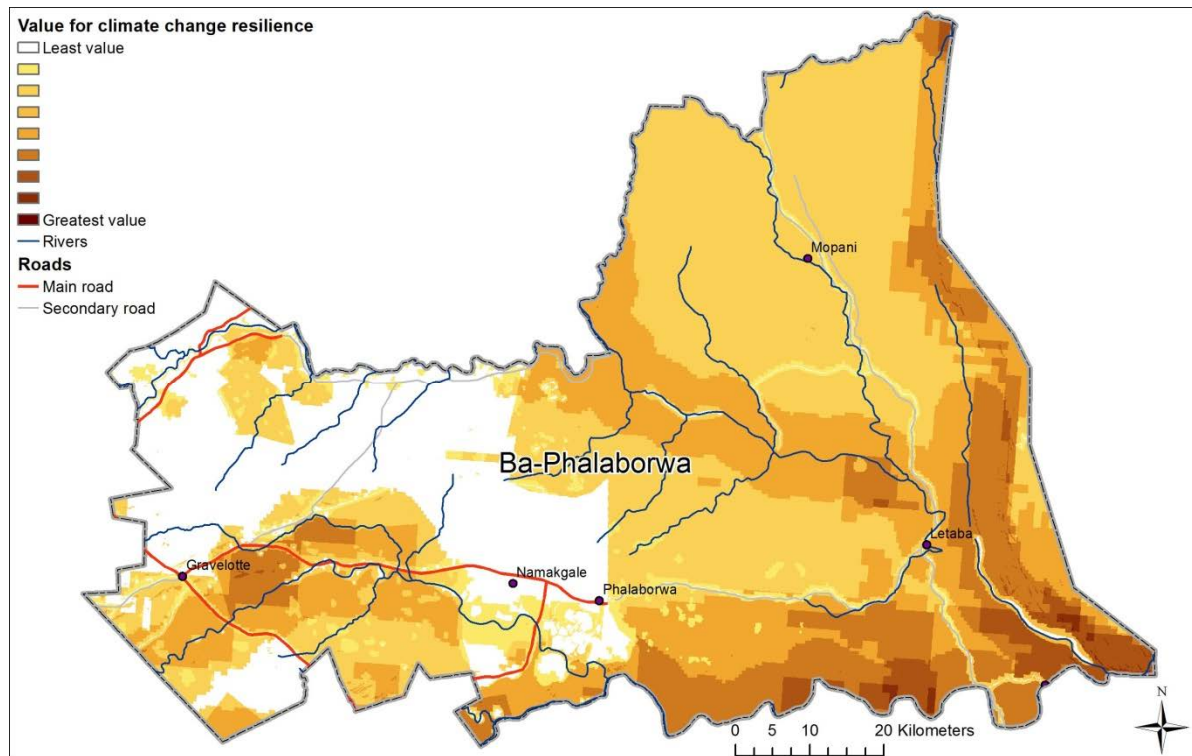 Value for climate change resilience
Least value
Greatest value
Rivers
Roads
Main road
Secondary road
Mopani
Ba-Phalaborwa
Letaba
Gravelotte
Namakgale
Phalaborwa
0 5 10 20 Kilometers
N